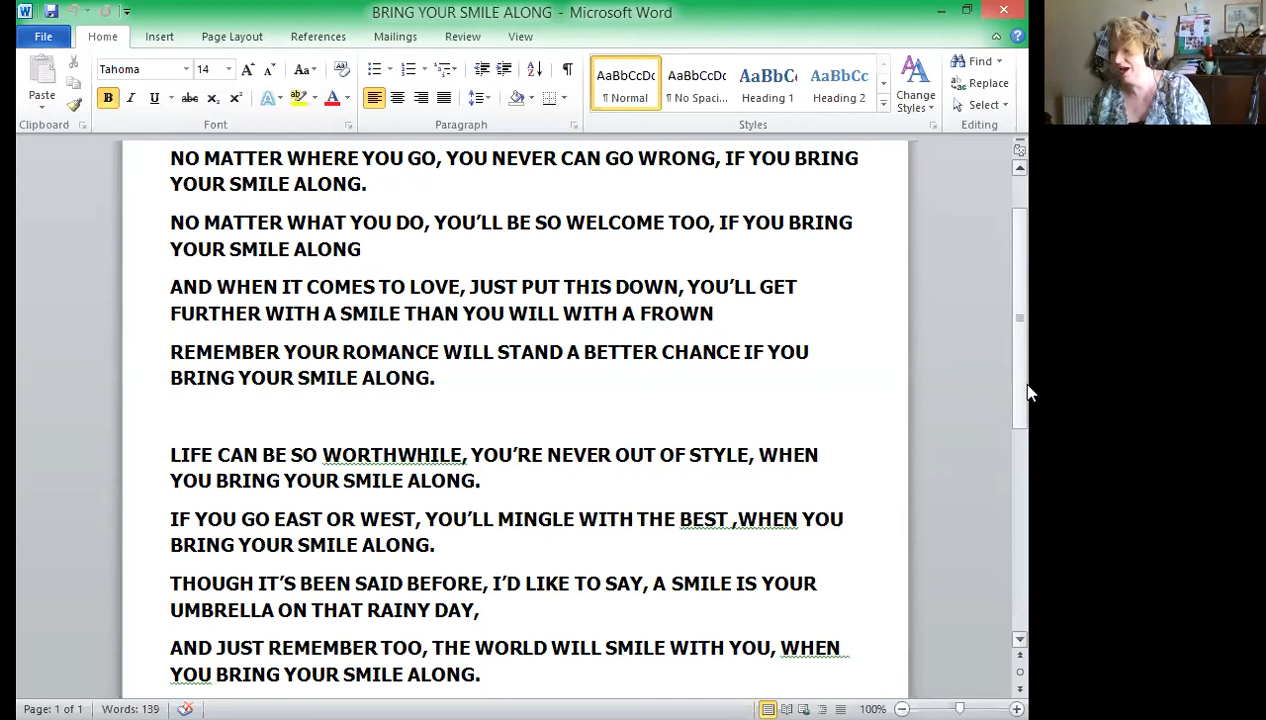 BRING YOUR SMILE ALONG - Microsoft Word
File Home Insert Page Layout References Mailings Review View
Tahoma 14 Aa AaBbCcDc AaBbCcDc AaBbC AaBbCc Find
Replace
Paste B I U abc x₂ x² A ab A ¶ Normal ¶ No Spaci... Heading 1 Heading 2 Change Styles Select
Clipboard Font Paragraph Styles Editing
NO MATTER WHERE YOU GO, YOU NEVER CAN GO WRONG, IF YOU BRING
YOUR SMILE ALONG.
NO MATTER WHAT YOU DO, YOU’LL BE SO WELCOME TOO, IF YOU BRING
YOUR SMILE ALONG
AND WHEN IT COMES TO LOVE, JUST PUT THIS DOWN, YOU’LL GET
FURTHER WITH A SMILE THAN YOU WILL WITH A FROWN
REMEMBER YOUR ROMANCE WILL STAND A BETTER CHANCE IF YOU
BRING YOUR SMILE ALONG.
LIFE CAN BE SO WORTHWHILE, YOU’RE NEVER OUT OF STYLE, WHEN
YOU BRING YOUR SMILE ALONG.
IF YOU GO EAST OR WEST, YOU’LL MINGLE WITH THE BEST ,WHEN YOU
BRING YOUR SMILE ALONG.
THOUGH IT’S BEEN SAID BEFORE, I’D LIKE TO SAY, A SMILE IS YOUR
UMBRELLA ON THAT RAINY DAY,
AND JUST REMEMBER TOO, THE WORLD WILL SMILE WITH YOU, WHEN
YOU BRING YOUR SMILE ALONG.
Page: 1 of 1 Words: 139 100%